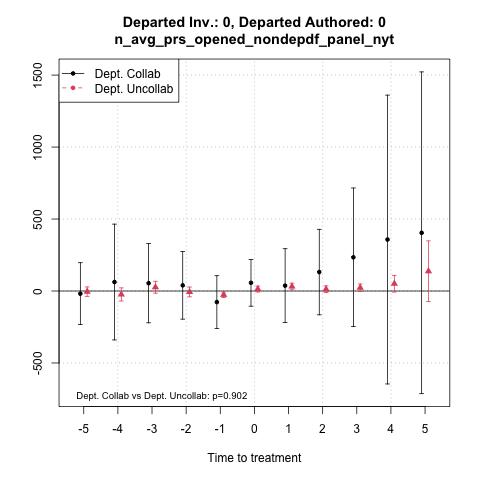 Departed Inv.: 0, Departed Authored: 0
n_avg_prs_opened_nondepdf_panel_nyt
Dept. Collab
Dept. Uncollab
1500
1000
500
0
-500
Dept. Collab vs Dept. Uncollab: p=0.902
-5 -4 -3 -2 -1 0 1 2 3 4 5
Time to treatment